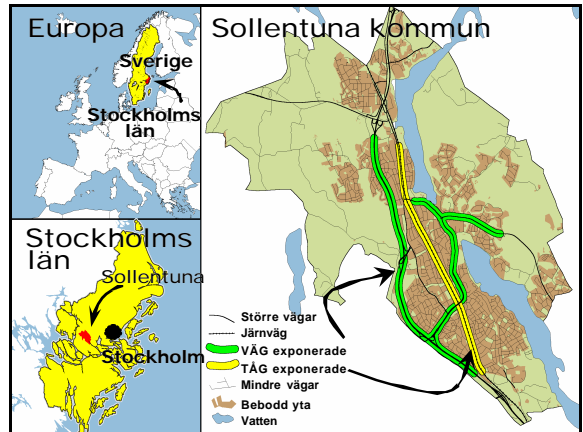 Europa
Sverige
Stockholms
län
Stockholms
län
Sollentuna
Stockholm
Sollentuna kommun
Större vägar
Järnväg
VÄG exponerade
TÅG exponerade
Mindre vägar
Bebodd yta
Vatten